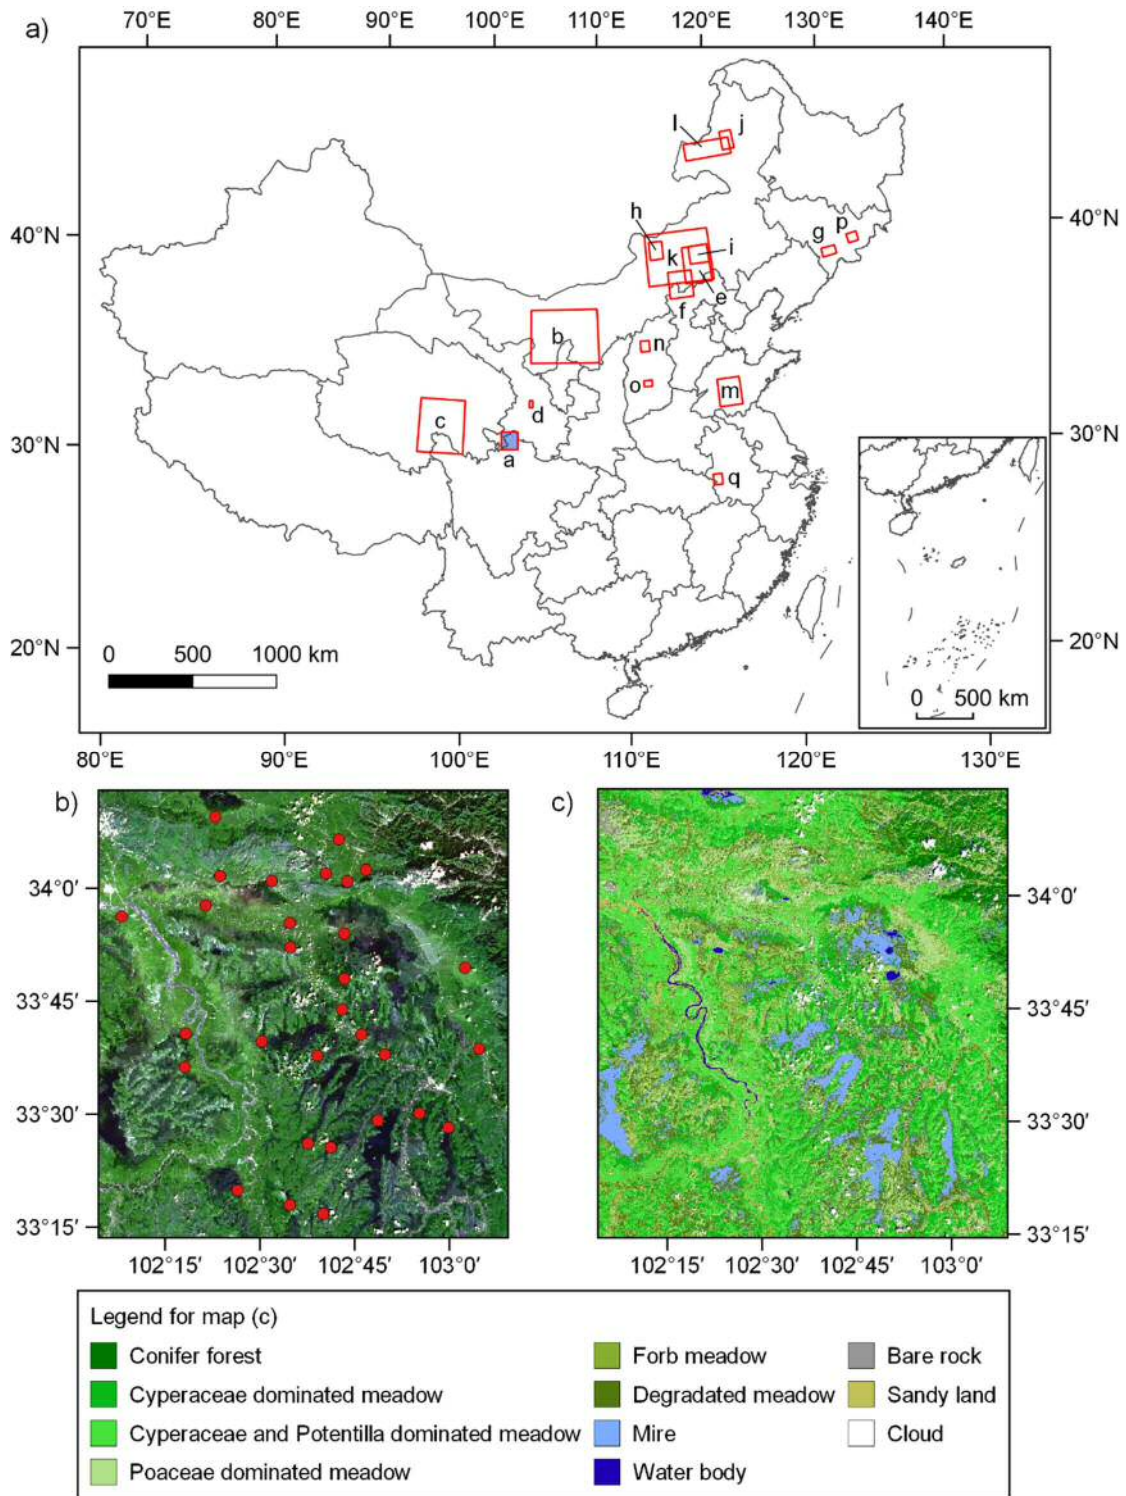 a)
70°E 80°E 90°E 100°E 110°E 120°E 130°E 140°E
l j
h
g p
40°N 40°N
k i
e
f
b
n
o m
d
c
30°N 30°N
a
q
20°N 20°N
0 500 1000 km
0 500 km
80°E 90°E 100°E 110°E 120°E 130°E
b) c)
34°0′ 34°0′
33°45′ 33°45′
33°30′ 33°30′
33°15′ 33°15′
102°15′ 102°30′ 102°45′ 103°0′ 102°15′ 102°30′ 102°45′ 103°0′
Legend for map (c)
Conifer forest Forb meadow Bare rock
Cyperaceae dominated meadow Degradated meadow Sandy land
Cyperaceae and Potentilla dominated meadow Mire Cloud
Poaceae dominated meadow Water body